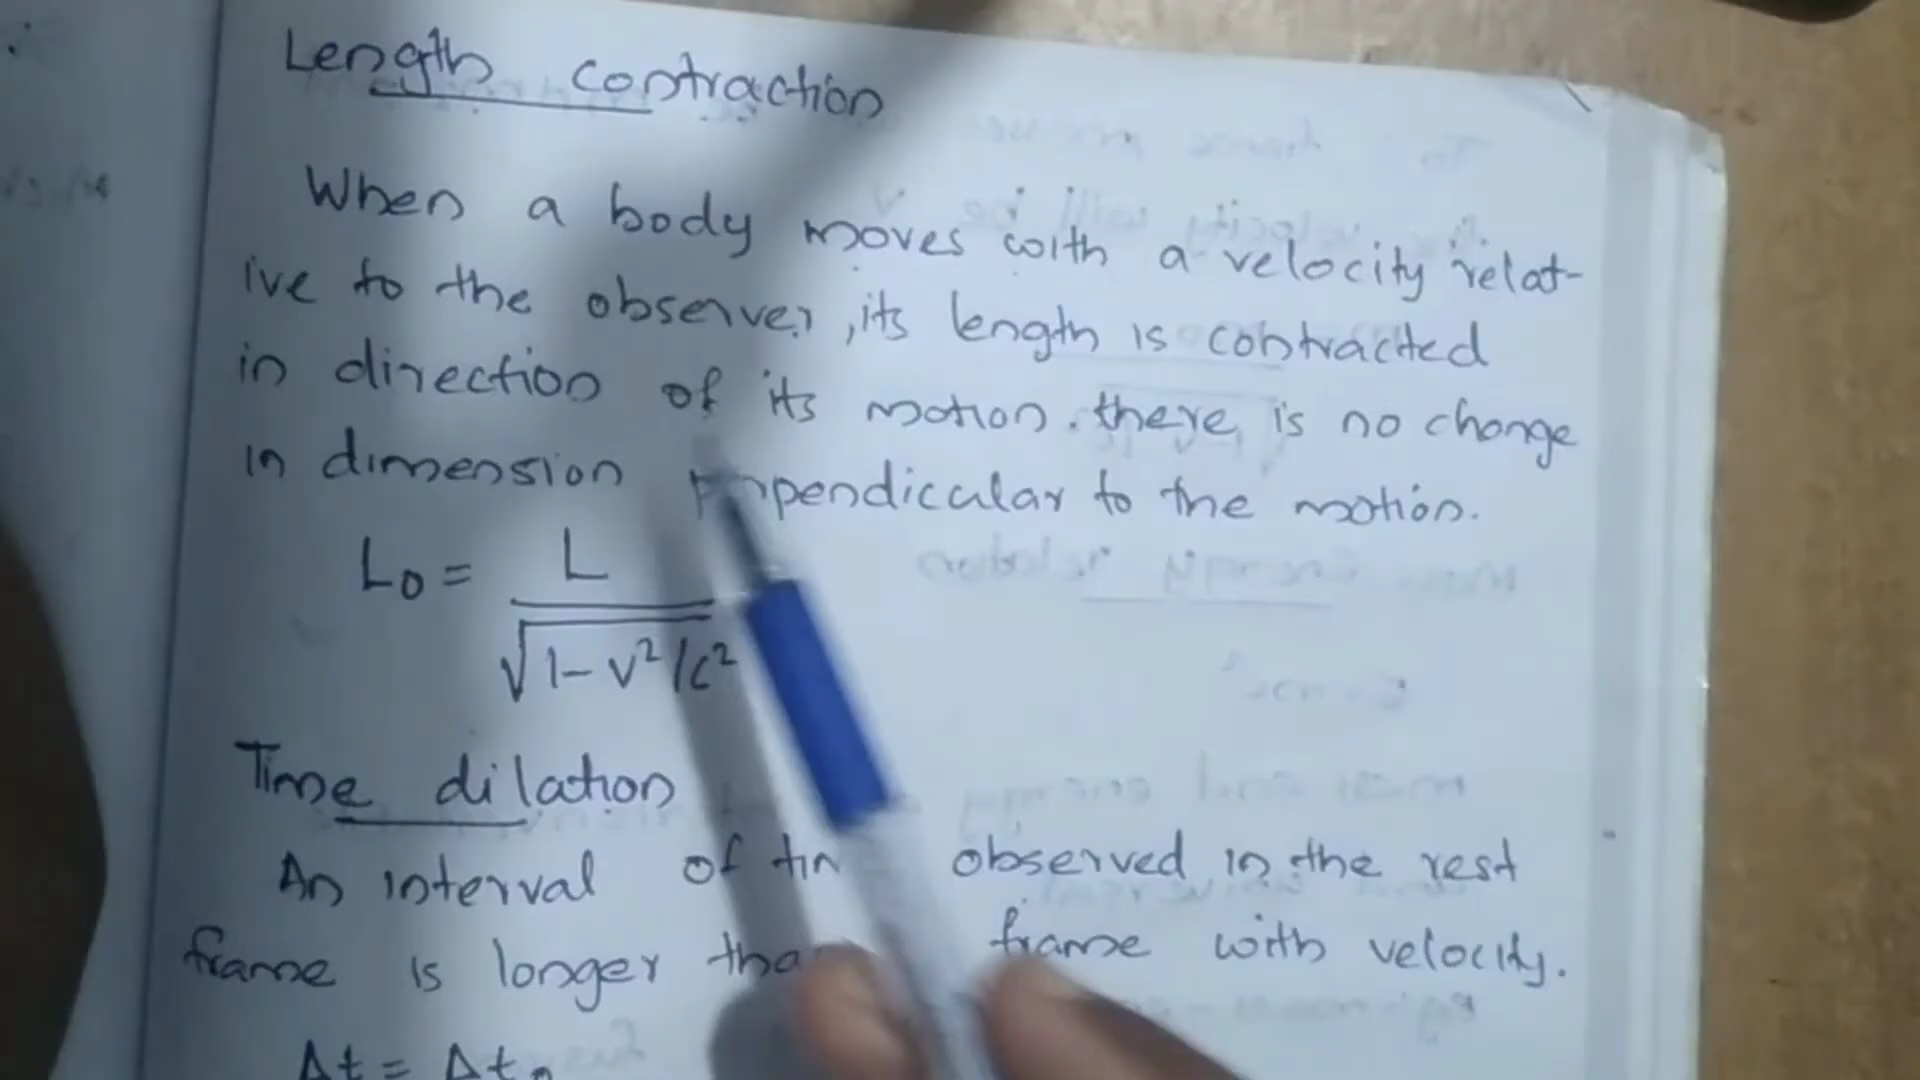 Length contraction
When a body moves with a velocity relat-
ive to the observer, its length is contracted
in direction of its motion. there is no change
in dimension perpendicular to the motion.
L0 = L
√1-v²/c²
Time dilation
An interval of observed in the rest
frame is longer frame with velocity.
Δt = Δt0